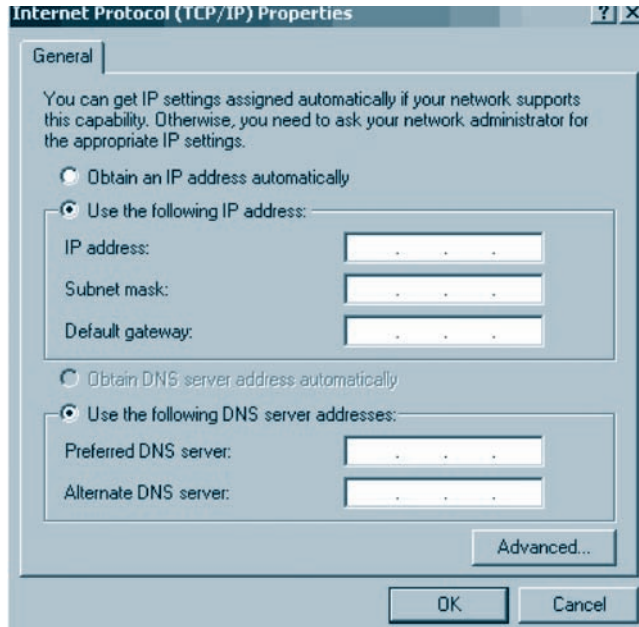 Internet Protocol (TCP/IP) Properties
General
You can get IP settings assigned automatically if your network supports
this capability. Otherwise, you need to ask your network administrator for
the appropriate IP settings.
Obtain an IP address automatically
Use the following IP address:
IP address:
Subnet mask:
Default gateway:
Obtain DNS server address automatically
Use the following DNS server addresses:
Preferred DNS server:
Alternate DNS server:
Advanced...
OK Cancel